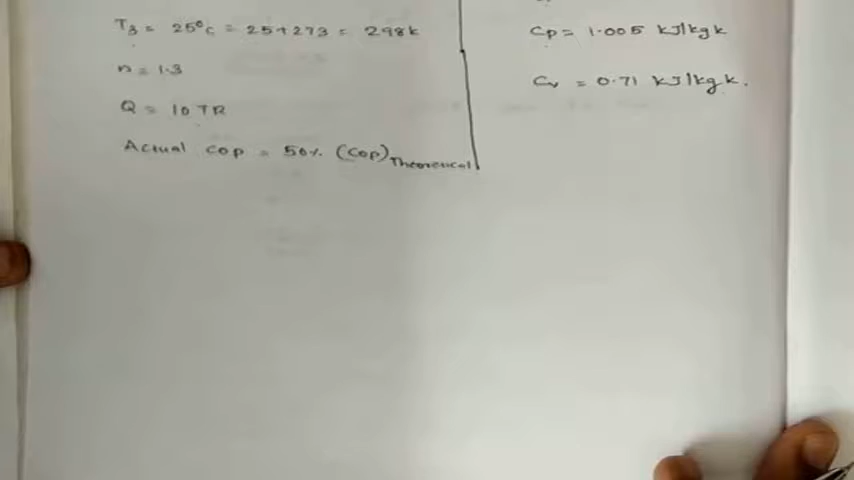 T3 = 25°C = 25+273 = 298k
n = 1.3
Q = 10 TR
Actual COP = 50% (COP)Theoretical
Cp = 1.005 kJ/kgk
Cv = 0.71 kJ/kgk.